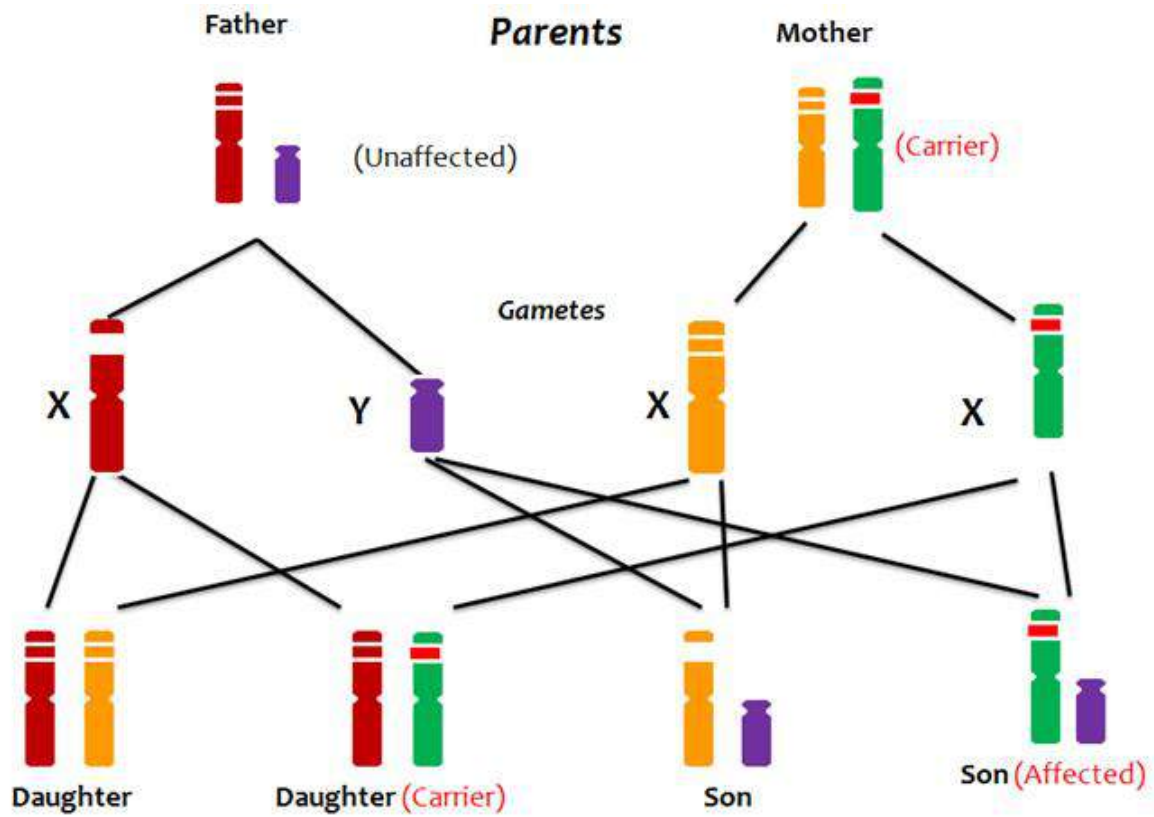 Father
Parents
Mother
(Unaffected)
(Carrier)
Gametes
X
Y
X
X
Daughter
Daughter (Carrier)
Son
Son (Affected)